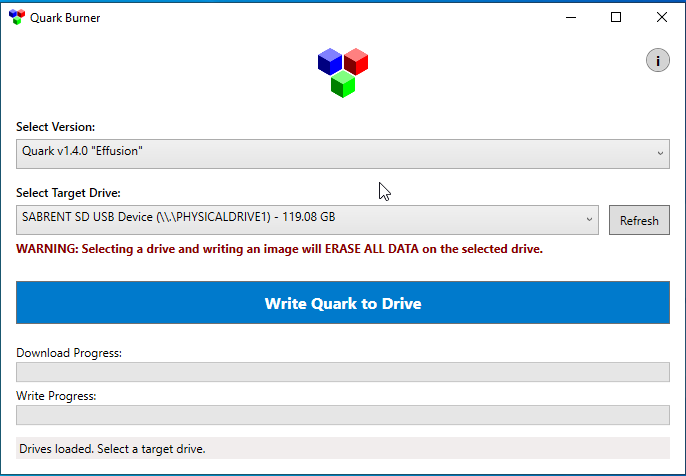 Quark Burner
i
Select Version:
Quark v1.4.0 "Effusion"
Select Target Drive:
SABRENT SD USB Device (\\.\PHYSICALDRIVE1) - 119.08 GB
Refresh
WARNING: Selecting a drive and writing an image will ERASE ALL DATA on the selected drive.
Write Quark to Drive
Download Progress:
Write Progress:
Drives loaded. Select a target drive.